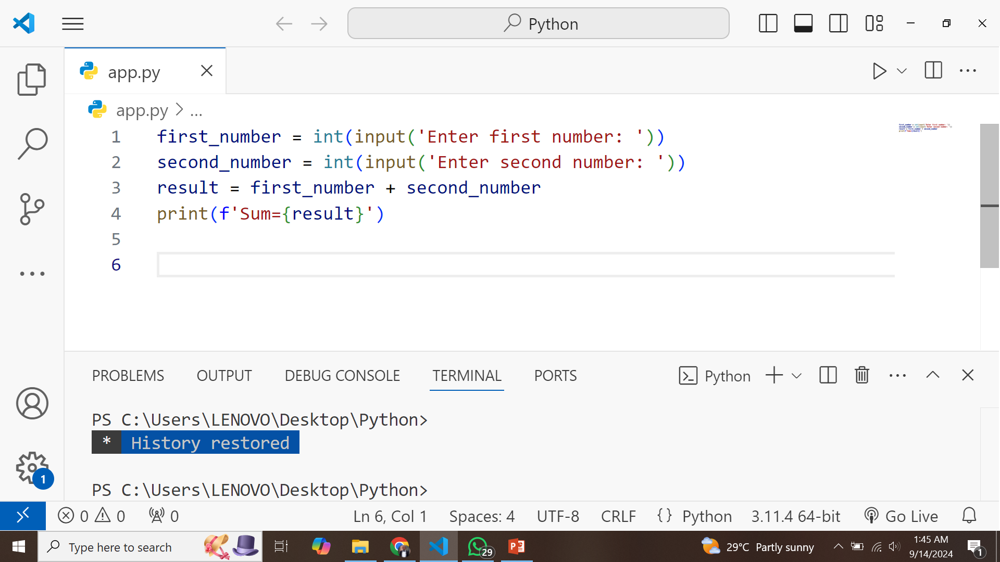 Python
app.py
app.py > ...
1 first_number = int(input('Enter first number: '))
2 second_number = int(input('Enter second number: '))
3 result = first_number + second_number
4 print(f'Sum={result}')
5
6
PROBLEMS OUTPUT DEBUG CONSOLE TERMINAL PORTS Python
PS C:\Users\LENOVO\Desktop\Python>
* History restored
PS C:\Users\LENOVO\Desktop\Python>
1
0 0 0 Ln 6, Col 1 Spaces: 4 UTF-8 CRLF {} Python 3.11.4 64-bit Go Live
Type here to search 29 29°C Partly sunny 1:45 AM 1
9/14/2024